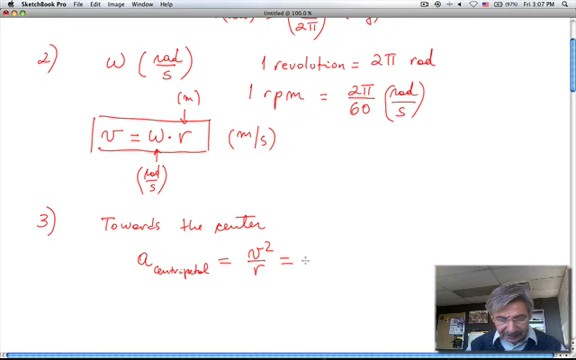 SketchBook Pro File Edit Image Window Help (97%) Fri 3:07 PM
Untitled @ 100.0 %
2π
2) ω (rad/s) 1 revolution = 2π rad
1 rpm = 2π/60 (rad/s)
(m)
v = ω · r (m/s)
(rad/s)
3) Towards the center
a centripetal = v²/r =